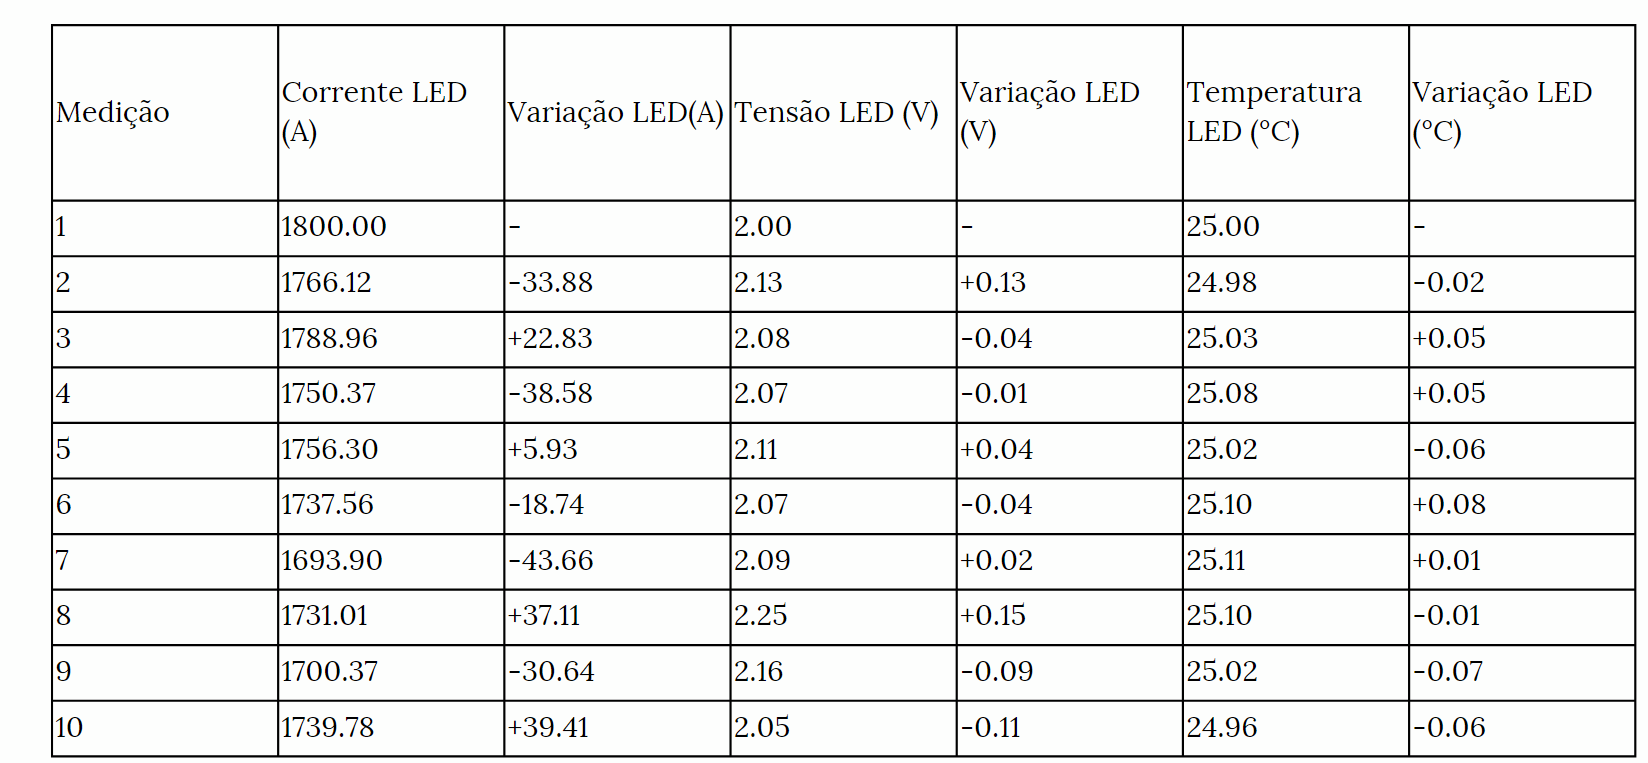 Medição Corrente LED (A) Variação LED(A) Tensão LED (V) Variação LED (V) Temperatura LED (°C) Variação LED (°C)
1 1800.00 - 2.00 - 25.00 -
2 1766.12 -33.88 2.13 +0.13 24.98 -0.02
3 1788.96 +22.83 2.08 -0.04 25.03 +0.05
4 1750.37 -38.58 2.07 -0.01 25.08 +0.05
5 1756.30 +5.93 2.11 +0.04 25.02 -0.06
6 1737.56 -18.74 2.07 -0.04 25.10 +0.08
7 1693.90 -43.66 2.09 +0.02 25.11 +0.01
8 1731.01 +37.11 2.25 +0.15 25.10 -0.01
9 1700.37 -30.64 2.16 -0.09 25.02 -0.07
10 1739.78 +39.41 2.05 -0.11 24.96 -0.06